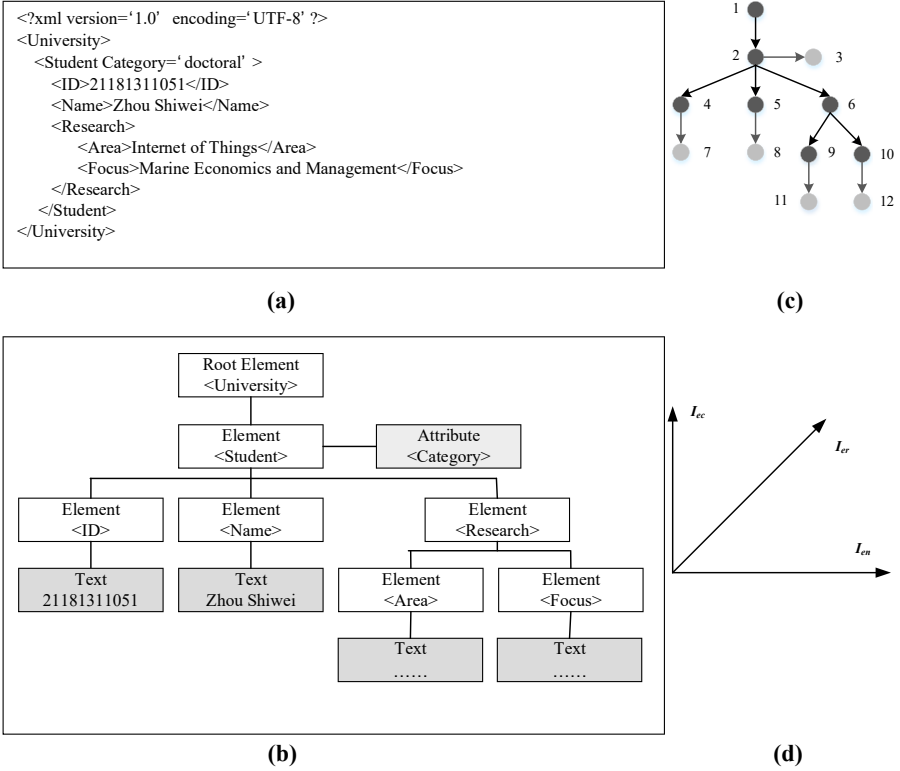 <?xml version=‘1.0’ encoding=‘UTF-8’ ?>
<University>
<Student Category=‘doctoral’ >
<ID>21181311051</ID>
<Name>Zhou Shiwei</Name>
<Research>
<Area>Internet of Things</Area>
<Focus>Marine Economics and Management</Focus>
</Research>
</Student>
</University>
(a)
1
2
3
4
5
6
7
8
9
10
11
12
(c)
Root Element
<University>
Element
<Student>
Attribute
<Category>
Element
<ID>
Element
<Name>
Element
<Research>
Text
21181311051
Text
Zhou Shiwei
Element
<Area>
Element
<Focus>
Text
……
Text
……
(b)
Iec
Ier
Ien
(d)